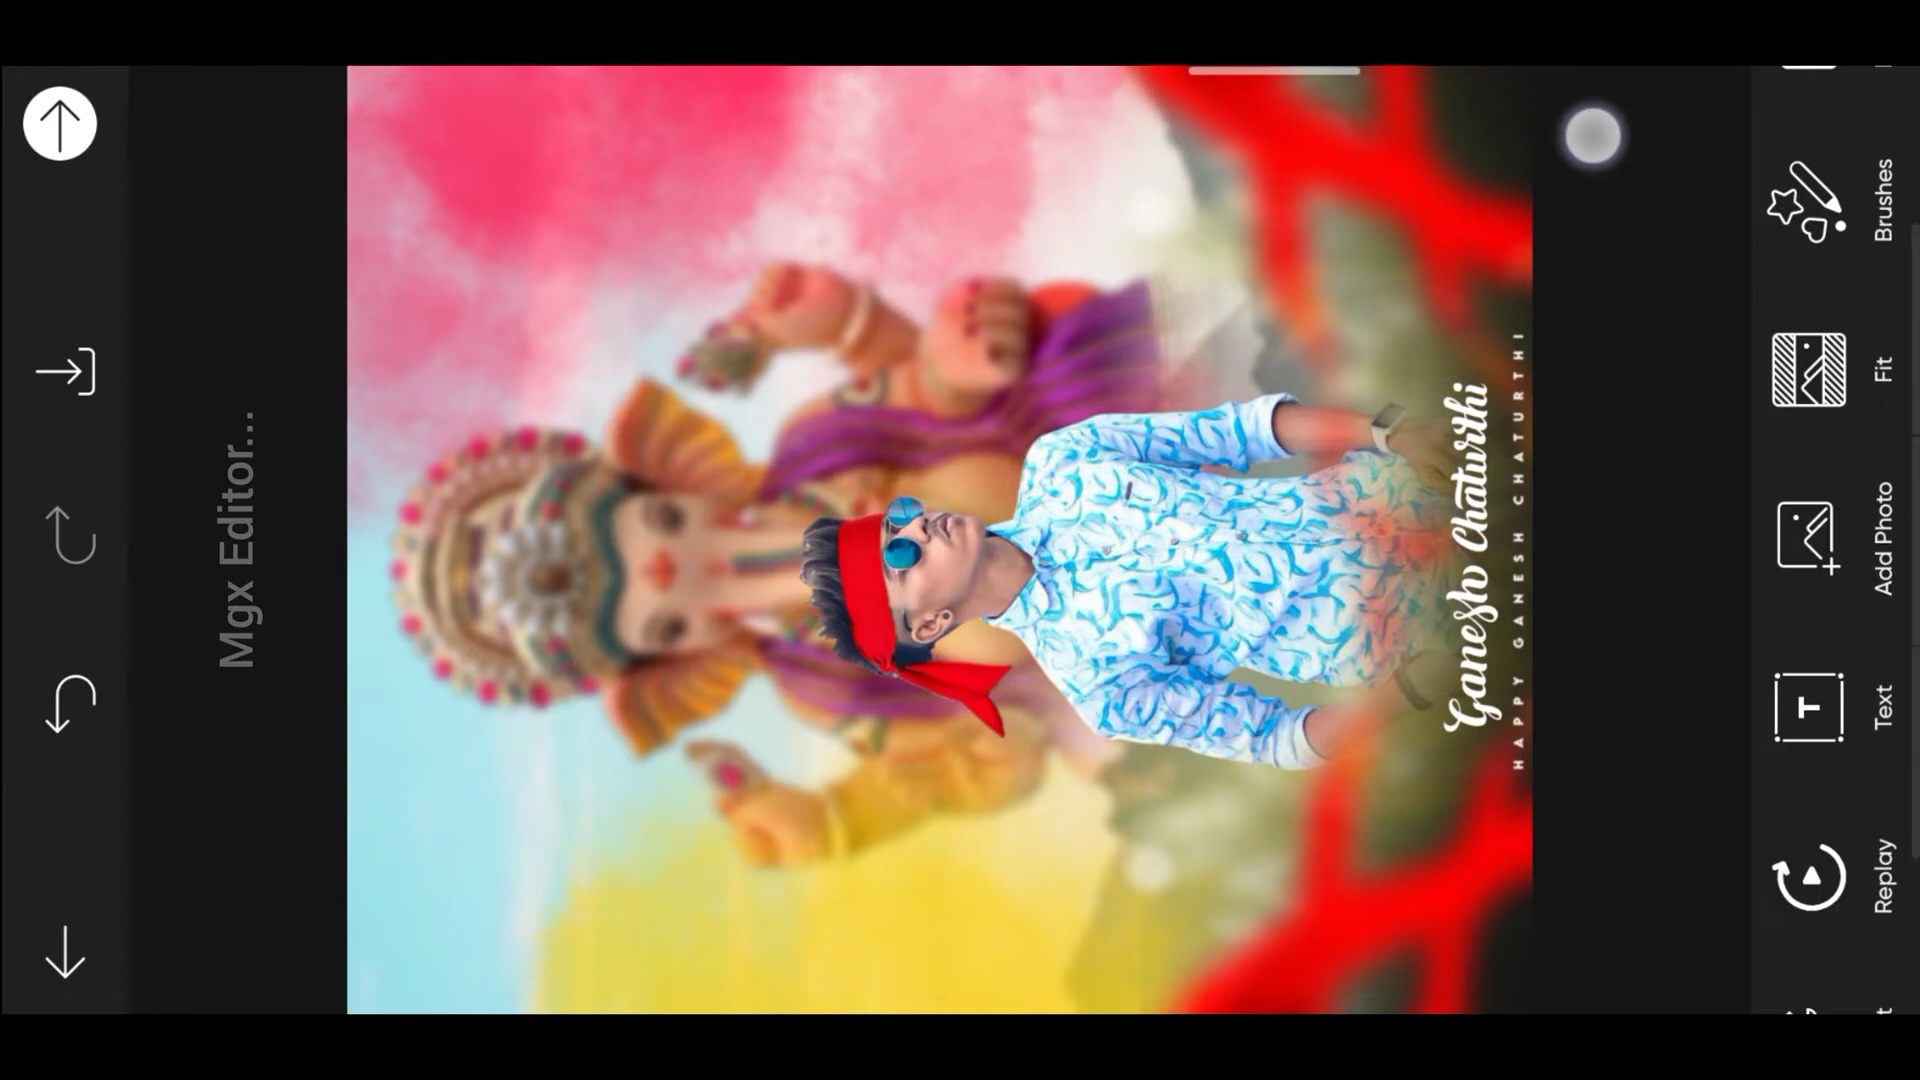 Mgx Editor...
Ganesh Chaturthi
HAPPY GANESH CHATURTHI
Replay
Text
Add Photo
Fit
Brushes